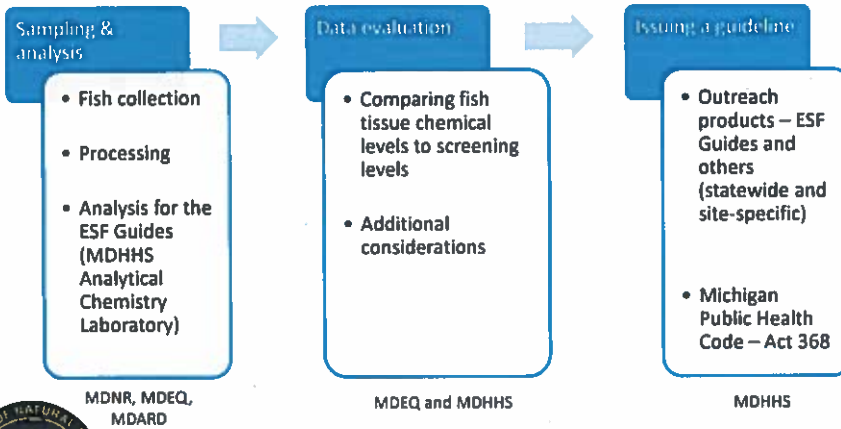 Sampling &
analysis
• Fish collection
• Processing
• Analysis for the
ESF Guides
(MDHHS
Analytical
Chemistry
Laboratory)
MDNR, MDEQ,
MDARD
Data evaluation
• Comparing fish
tissue chemical
levels to screening
levels
• Additional
considerations
MDEQ and MDHHS
Issuing a guideline
• Outreach
products – ESF
Guides and
others
(statewide and
site-specific)
• Michigan
Public Health
Code – Act 368
MDHHS
OF NATURAL